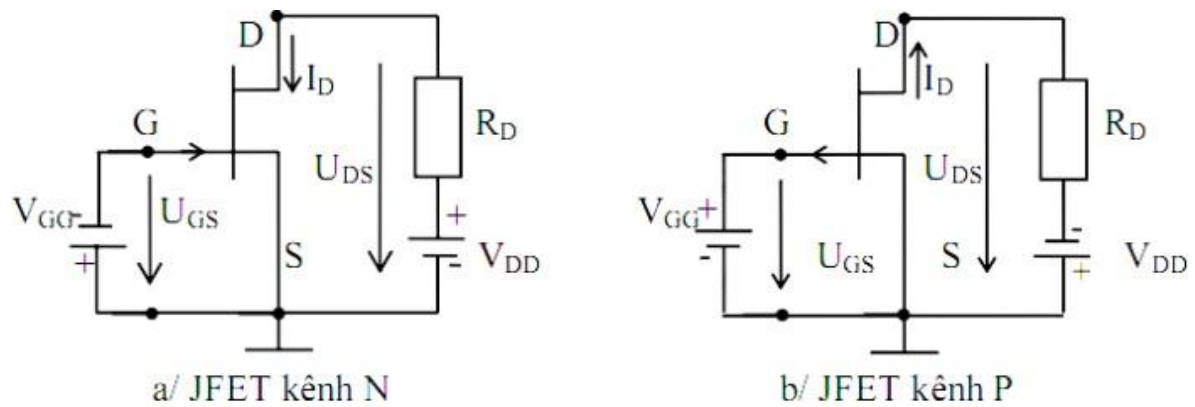 D
I_D
G
R_D
U_DS
V_GG
-
+
U_GS
S
+
-
V_DD
a/ JFET kênh N
D
I_D
G
R_D
U_DS
V_GG
+
-
U_GS
S
-
+
V_DD
b/ JFET kênh P